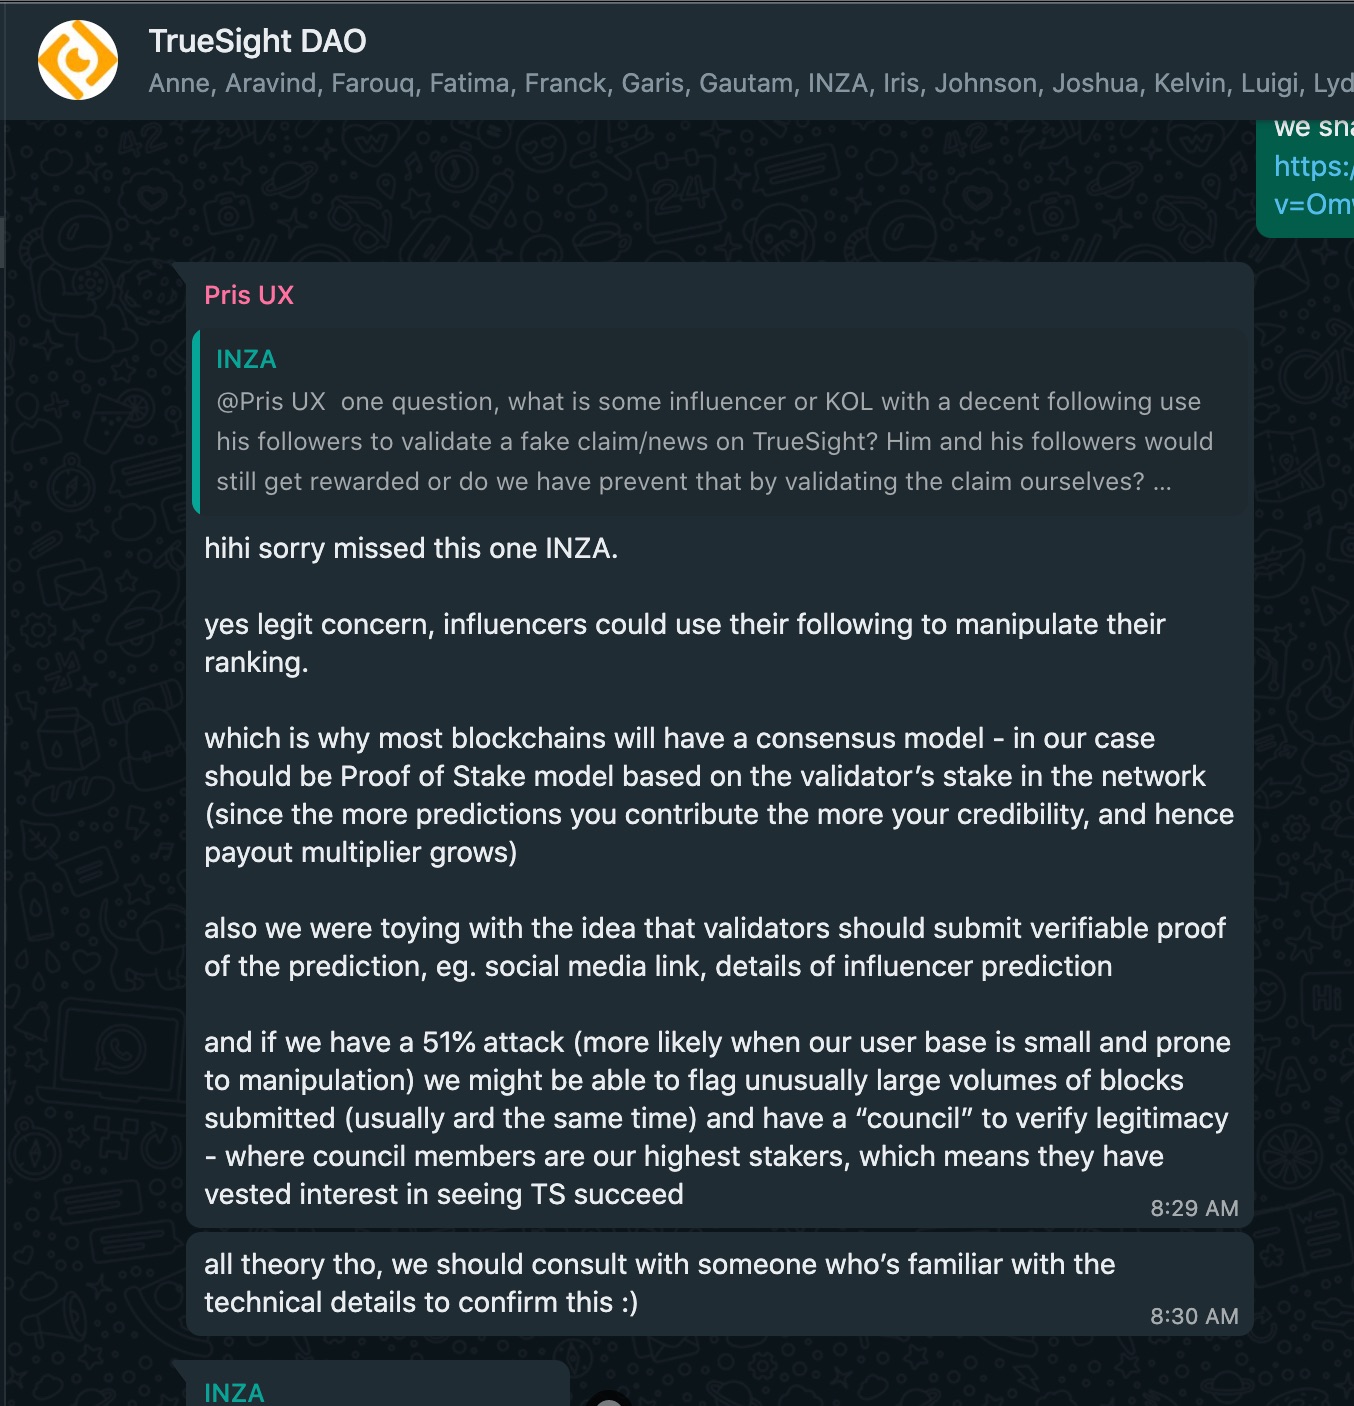 TrueSight DAO
Anne, Aravind, Farouq, Fatima, Franck, Garis, Gautam, INZA, Iris, Johnson, Joshua, Kelvin, Luigi, Lyd
we sha
https:/
v=Omv
Pris UX
INZA
@Pris UX one question, what is some influencer or KOL with a decent following use
his followers to validate a fake claim/news on TrueSight? Him and his followers would
still get rewarded or do we have prevent that by validating the claim ourselves? ...
hihi sorry missed this one INZA.
yes legit concern, influencers could use their following to manipulate their
ranking.
which is why most blockchains will have a consensus model - in our case
should be Proof of Stake model based on the validator’s stake in the network
(since the more predictions you contribute the more your credibility, and hence
payout multiplier grows)
also we were toying with the idea that validators should submit verifiable proof
of the prediction, eg. social media link, details of influencer prediction
and if we have a 51% attack (more likely when our user base is small and prone
to manipulation) we might be able to flag unusually large volumes of blocks
submitted (usually ard the same time) and have a “council” to verify legitimacy
- where council members are our highest stakers, which means they have
vested interest in seeing TS succeed
8:29 AM
all theory tho, we should consult with someone who’s familiar with the
technical details to confirm this :)
8:30 AM
INZA